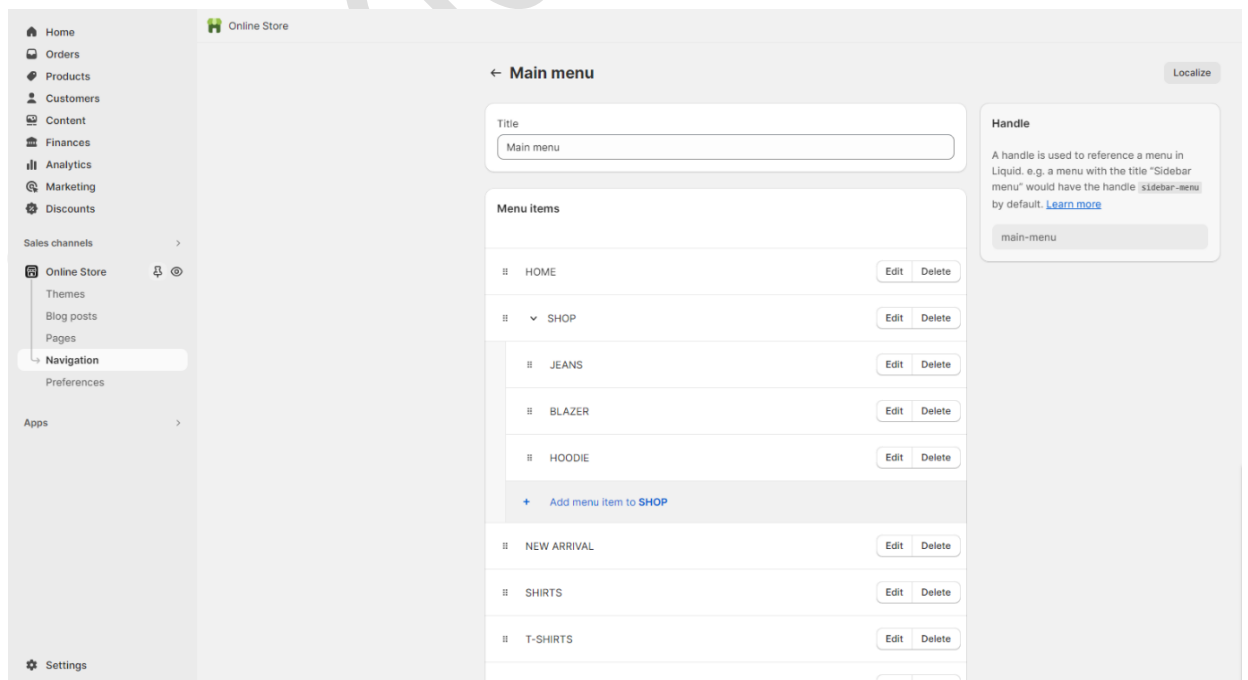 Home
Orders
Products
Customers
Content
Finances
Analytics
Marketing
Discounts
Sales channels
Online Store
Themes
Blog posts
Pages
Navigation
Preferences
Apps
Settings
Online Store
Main menu
Localize
Title
Main menu
Menu items
HOME Edit Delete
SHOP Edit Delete
JEANS Edit Delete
BLAZER Edit Delete
HOODIE Edit Delete
+ Add menu item to SHOP
NEW ARRIVAL Edit Delete
SHIRTS Edit Delete
T-SHIRTS Edit Delete
Handle
A handle is used to reference a menu in
Liquid. e.g. a menu with the title "Sidebar
menu" would have the handle sidebar-menu
by default. Learn more
main-menu